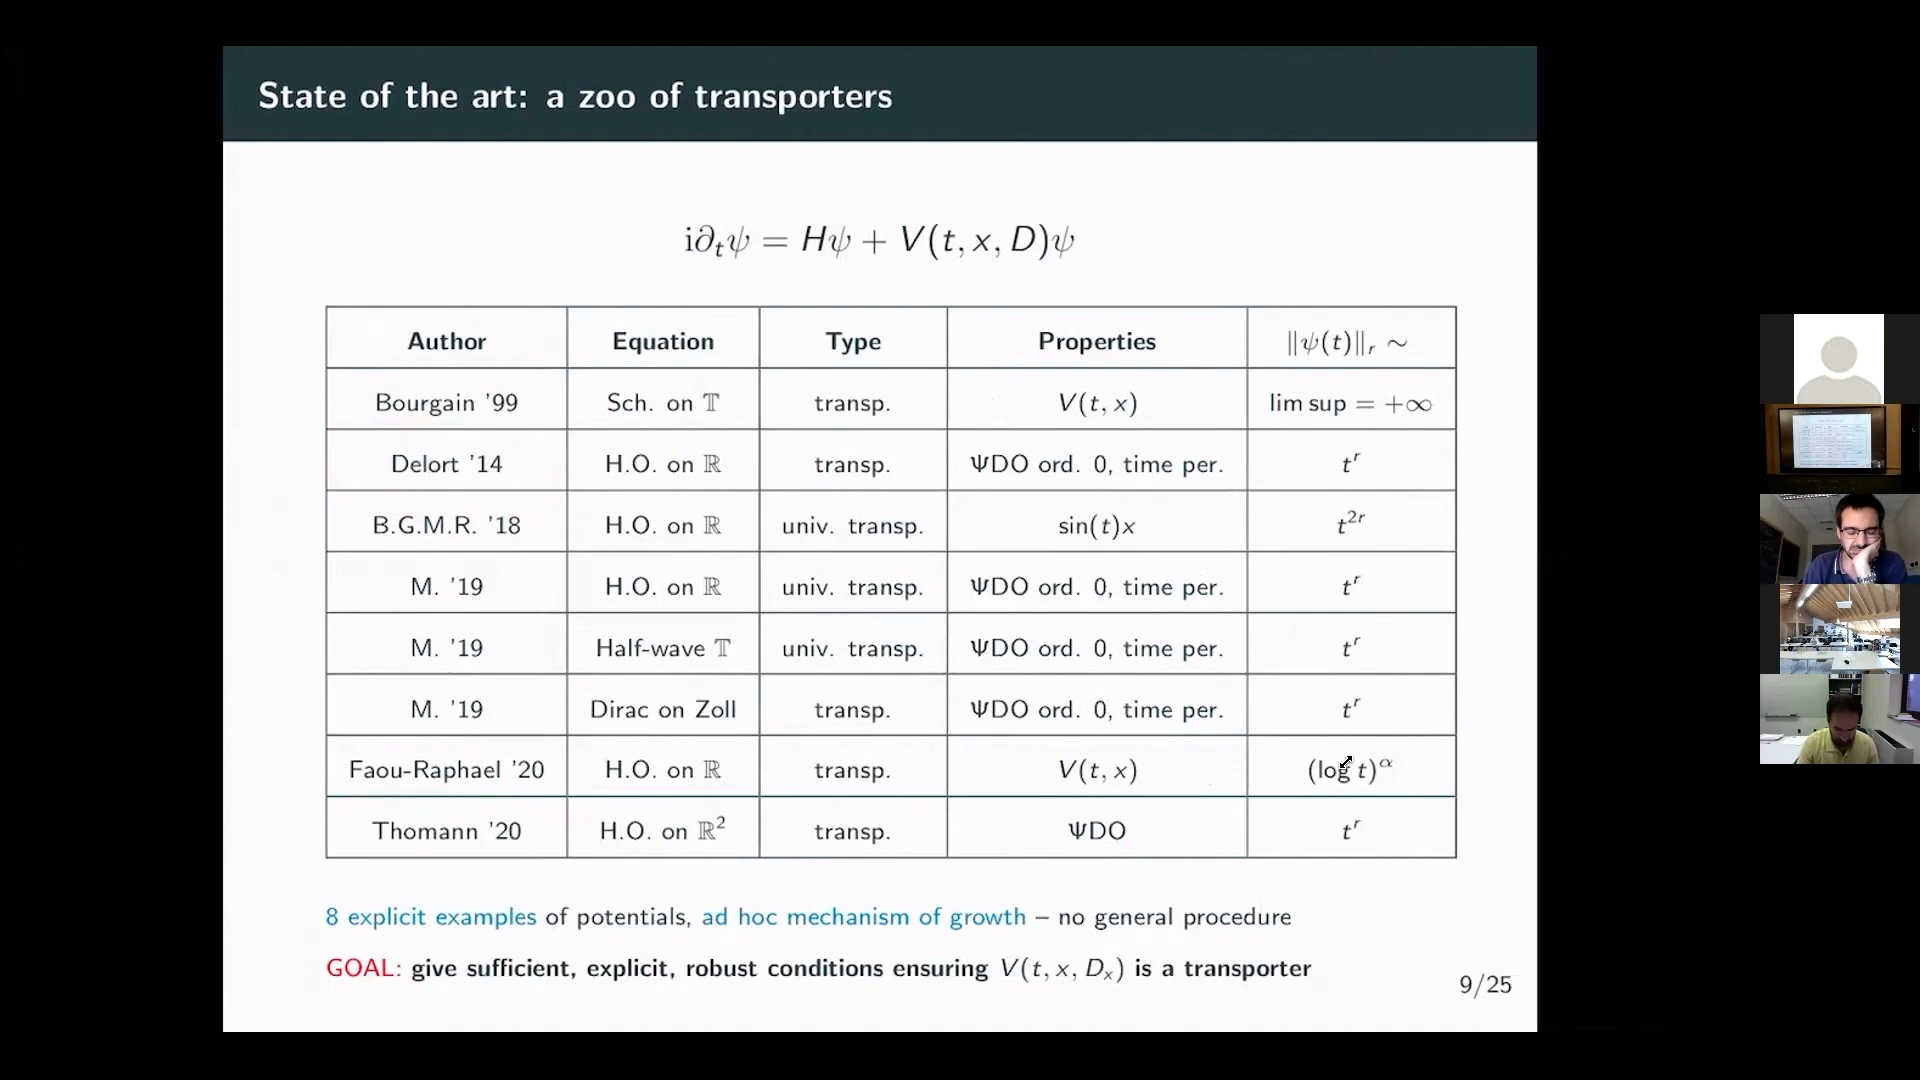 State of the art: a zoo of transporters
i∂ₜψ = Hψ + V(t, x, D)ψ
Author Equation Type Properties ‖ψ(t)‖ᵣ ∼
Bourgain '99 Sch. on 𝕋 transp. V(t, x) lim sup = +∞
Delort '14 H.O. on ℝ transp. ΨDO ord. 0, time per. tʳ
B.G.M.R. '18 H.O. on ℝ univ. transp. sin(t)x t²ʳ
M. '19 H.O. on ℝ univ. transp. ΨDO ord. 0, time per. tʳ
M. '19 Half-wave 𝕋 univ. transp. ΨDO ord. 0, time per. tʳ
M. '19 Dirac on Zoll transp. ΨDO ord. 0, time per. tʳ
Faou-Raphael '20 H.O. on ℝ transp. V(t, x) (log t)ᵅ
Thomann '20 H.O. on ℝ² transp. ΨDO tʳ
8 explicit examples of potentials, ad hoc mechanism of growth – no general procedure
GOAL: give sufficient, explicit, robust conditions ensuring V(t, x, Dₓ) is a transporter
9/25